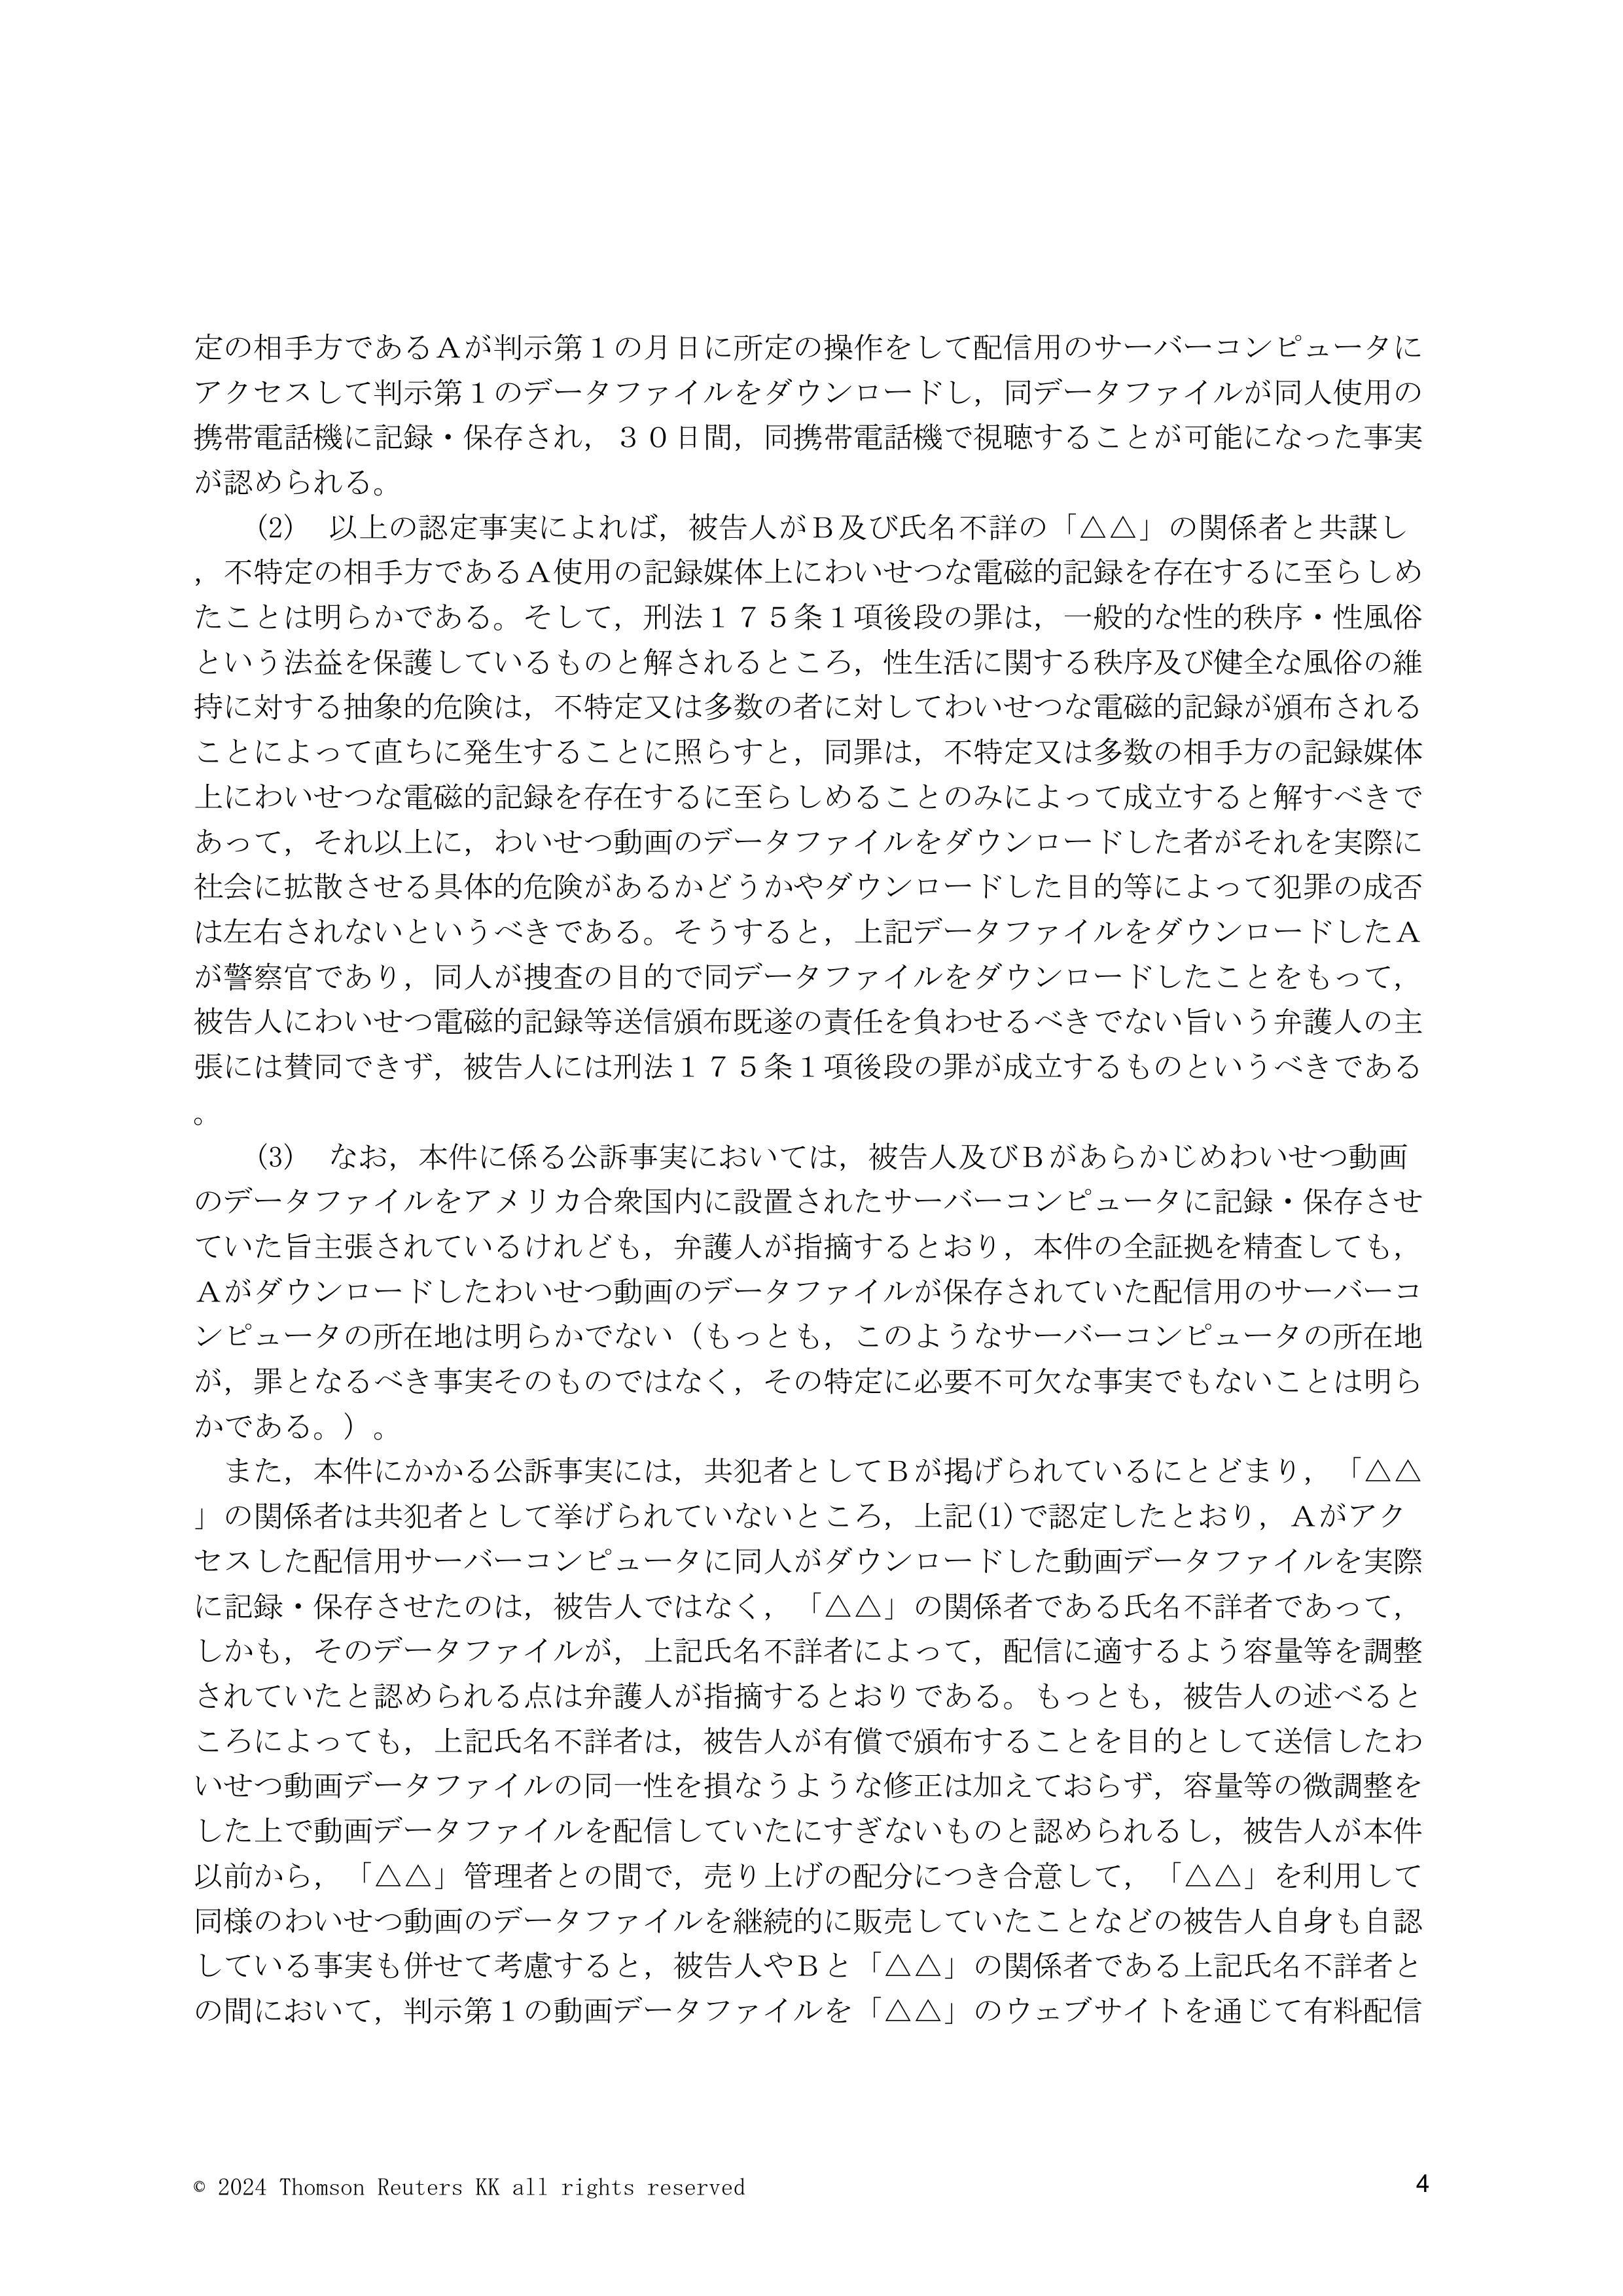 定の相手方であるＡが判示第１の月日に所定の操作をして配信用のサーバーコンピュータに
アクセスして判示第１のデータファイルをダウンロードし，同データファイルが同人使用の
携帯電話機に記録・保存され，３０日間，同携帯電話機で視聴することが可能になった事実
が認められる。
　　(2)　以上の認定事実によれば，被告人がＢ及び氏名不詳の「△△」の関係者と共謀し
，不特定の相手方であるＡ使用の記録媒体上にわいせつな電磁的記録を存在するに至らしめ
たことは明らかである。そして，刑法１７５条１項後段の罪は，一般的な性的秩序・性風俗
という法益を保護しているものと解されるところ，性生活に関する秩序及び健全な風俗の維
持に対する抽象的危険は，不特定又は多数の者に対してわいせつな電磁的記録が頒布される
ことによって直ちに発生することに照らすと，同罪は，不特定又は多数の相手方の記録媒体
上にわいせつな電磁的記録を存在するに至らしめることのみによって成立すると解すべきで
あって，それ以上に，わいせつ動画のデータファイルをダウンロードした者がそれを実際に
社会に拡散させる具体的危険があるかどうかやダウンロードした目的等によって犯罪の成否
は左右されないというべきである。そうすると，上記データファイルをダウンロードしたＡ
が警察官であり，同人が捜査の目的で同データファイルをダウンロードしたことをもって，
被告人にわいせつ電磁的記録等送信頒布既遂の責任を負わせるべきでない旨いう弁護人の主
張には賛同できず，被告人には刑法１７５条１項後段の罪が成立するものというべきである
。
　　(3)　なお，本件に係る公訴事実においては，被告人及びＢがあらかじめわいせつ動画
のデータファイルをアメリカ合衆国内に設置されたサーバーコンピュータに記録・保存させ
ていた旨主張されているけれども，弁護人が指摘するとおり，本件の全証拠を精査しても，
Ａがダウンロードしたわいせつ動画のデータファイルが保存されていた配信用のサーバーコ
ンピュータの所在地は明らかでない（もっとも，このようなサーバーコンピュータの所在地
が，罪となるべき事実そのものではなく，その特定に必要不可欠な事実でもないことは明ら
かである。）。
　また，本件にかかる公訴事実には，共犯者としてＢが掲げられているにとどまり，「△△
」の関係者は共犯者として挙げられていないところ，上記(1)で認定したとおり，Ａがアク
セスした配信用サーバーコンピュータに同人がダウンロードした動画データファイルを実際
に記録・保存させたのは，被告人ではなく，「△△」の関係者である氏名不詳者であって，
しかも，そのデータファイルが，上記氏名不詳者によって，配信に適するよう容量等を調整
されていたと認められる点は弁護人が指摘するとおりである。もっとも，被告人の述べると
ころによっても，上記氏名不詳者は，被告人が有償で頒布することを目的として送信したわ
いせつ動画データファイルの同一性を損なうような修正は加えておらず，容量等の微調整を
した上で動画データファイルを配信していたにすぎないものと認められるし，被告人が本件
以前から，「△△」管理者との間で，売り上げの配分につき合意して，「△△」を利用して
同様のわいせつ動画のデータファイルを継続的に販売していたことなどの被告人自身も自認
している事実も併せて考慮すると，被告人やＢと「△△」の関係者である上記氏名不詳者と
の間において，判示第１の動画データファイルを「△△」のウェブサイトを通じて有料配信
© 2024 Thomson Reuters KK all rights reserved
4